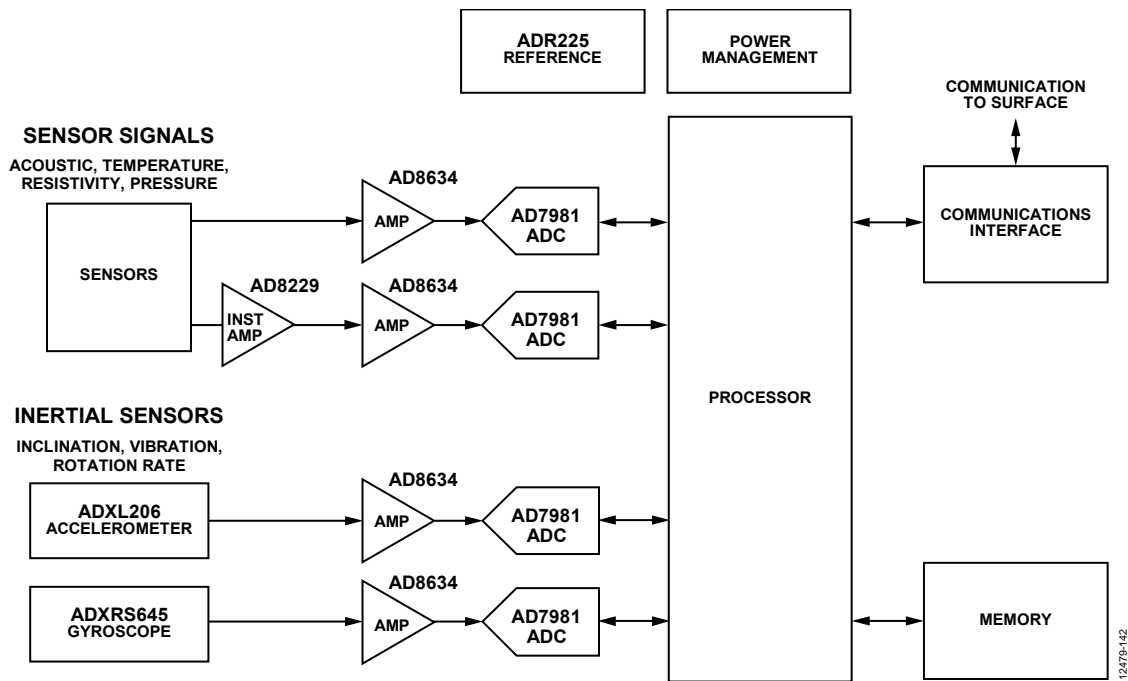 ADR225
REFERENCE
POWER
MANAGEMENT
COMMUNICATION
TO SURFACE
SENSOR SIGNALS
ACOUSTIC, TEMPERATURE,
RESISTIVITY, PRESSURE
SENSORS
AD8634
AMP
AD7981
ADC
AD8229
INST
AMP
AD8634
AMP
AD7981
ADC
PROCESSOR
COMMUNICATIONS
INTERFACE
INERTIAL SENSORS
INCLINATION, VIBRATION,
ROTATION RATE
ADXL206
ACCELEROMETER
AD8634
AMP
AD7981
ADC
ADXRS645
GYROSCOPE
AD8634
AMP
AD7981
ADC
MEMORY
12479-142